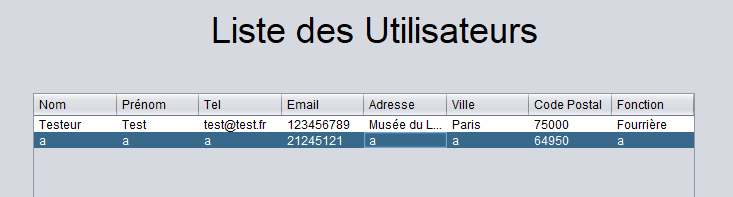 Liste des Utilisateurs
Nom Prénom Tel Email Adresse Ville Code Postal Fonction
Testeur Test test@test.fr 123456789 Musée du L... Paris 75000 Fourrière
a a a 21245121 a a 64950 a